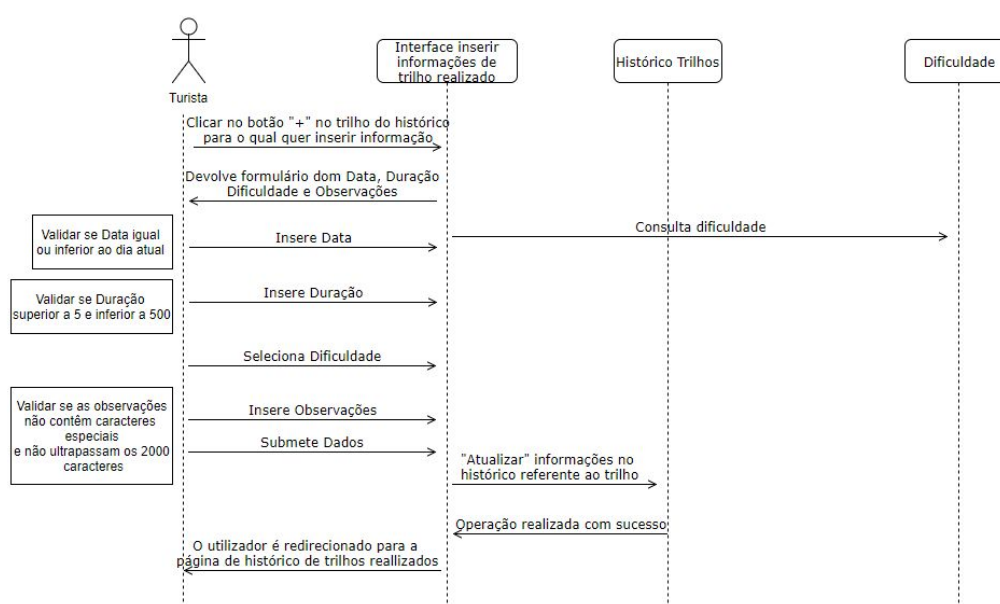 Interface inserir
informações de
trilho realizado
Histórico Trilhos
Dificuldade
Turista
Clicar no botão "+" no trilho do histórico
para o qual quer inserir informação
Devolve formulário dom Data, Duração
Dificuldade e Observações
Validar se Data igual
ou inferior ao dia atual
Insere Data
Consulta dificuldade
Validar se Duração
superior a 5 e inferior a 500
Insere Duração
Seleciona Dificuldade
Validar se as observações
não contêm caracteres
especiais
e não ultrapassam os 2000
caracteres
Insere Observações
Submete Dados
"Atualizar" informações no
histórico referente ao trilho
Operação realizada com sucesso
O utilizador é redirecionado para a
página de histórico de trilhos reallizados